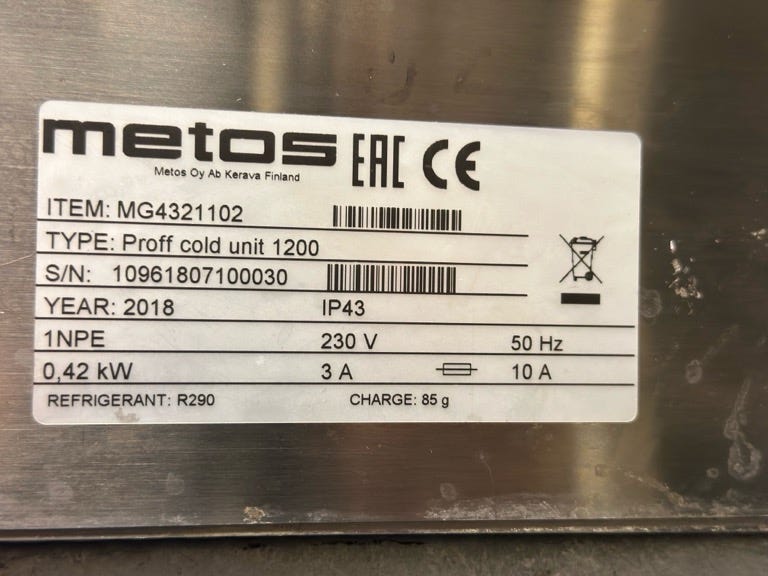 metos EAC CE
Metos Oy Ab Kerava Finland
ITEM: MG4321102
TYPE: Proff cold unit 1200
S/N: 10961807100030
YEAR: 2018 IP43
1NPE 230 V 50 Hz
0,42 kW 3 A 10 A
REFRIGERANT: R290 CHARGE: 85 g